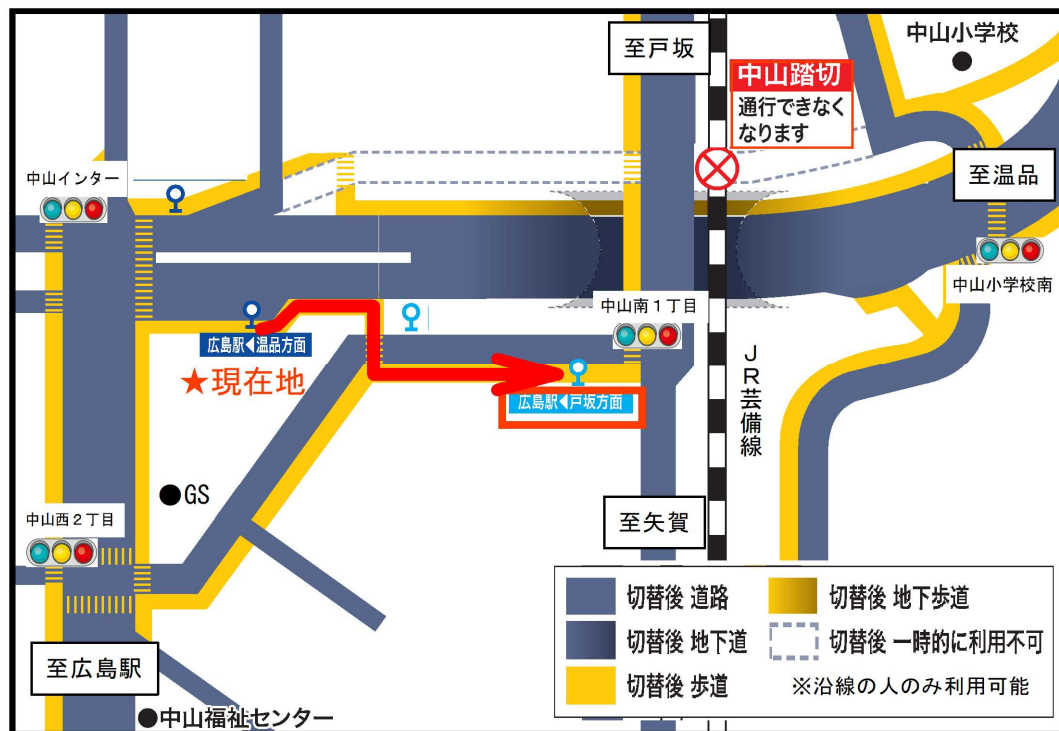 至戸坂
中山小学校
中山踏切
通行できなく
なります
中山インター
至温品
中山小学校南
中山南1丁目
広島駅◀温品方面
★現在地
広島駅◀戸坂方面
JR芸備線
GS
中山西2丁目
至矢賀
切替後 道路
切替後 地下歩道
切替後 地下道
切替後 一時的に利用不可
切替後 歩道
※沿線の人のみ利用可能
至広島駅
中山福祉センター